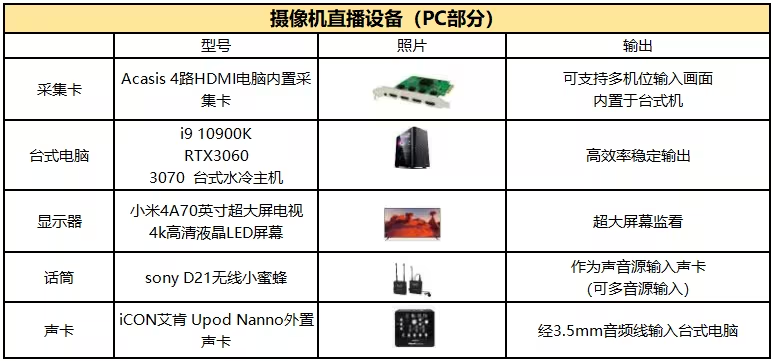 摄像机直播设备（PC部分）
型号 照片 输出
采集卡 Acasis 4路HDMI电脑内置采集卡 可支持多机位输入画面 内置于台式机
台式电脑 i9 10900K RTX3060 3070 台式水冷主机 高效率稳定输出
显示器 小米4A70英寸超大屏电视 4k高清液晶LED屏幕 超大屏幕监看
话筒 sony D21无线小蜜蜂 作为声音源输入声卡 (可多音源输入)
声卡 iCON艾肯 Upod Nanno外置声卡 经3.5mm音频线输入台式电脑